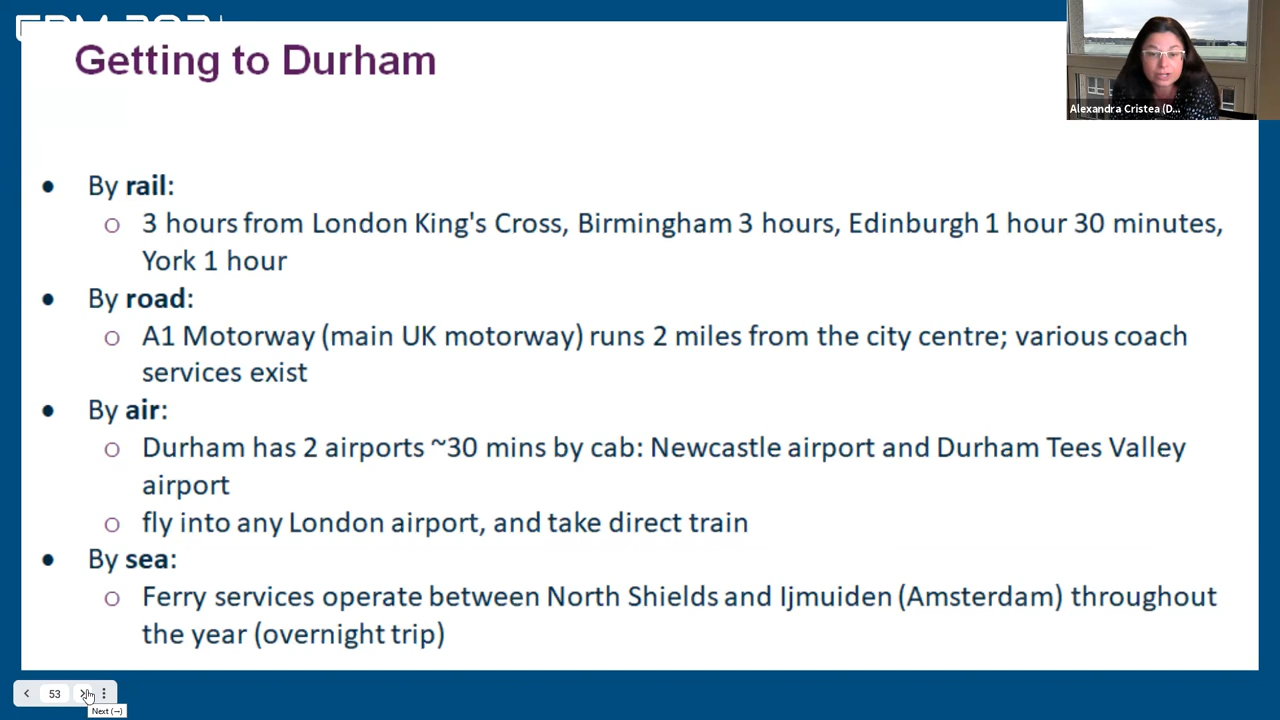 Getting to Durham
Alexandra Cristea (D...
• By rail:
o 3 hours from London King's Cross, Birmingham 3 hours, Edinburgh 1 hour 30 minutes,
York 1 hour
• By road:
o A1 Motorway (main UK motorway) runs 2 miles from the city centre; various coach
services exist
• By air:
o Durham has 2 airports ~30 mins by cab: Newcastle airport and Durham Tees Valley
airport
o fly into any London airport, and take direct train
• By sea:
o Ferry services operate between North Shields and Ijmuiden (Amsterdam) throughout
the year (overnight trip)
53
Next (→)